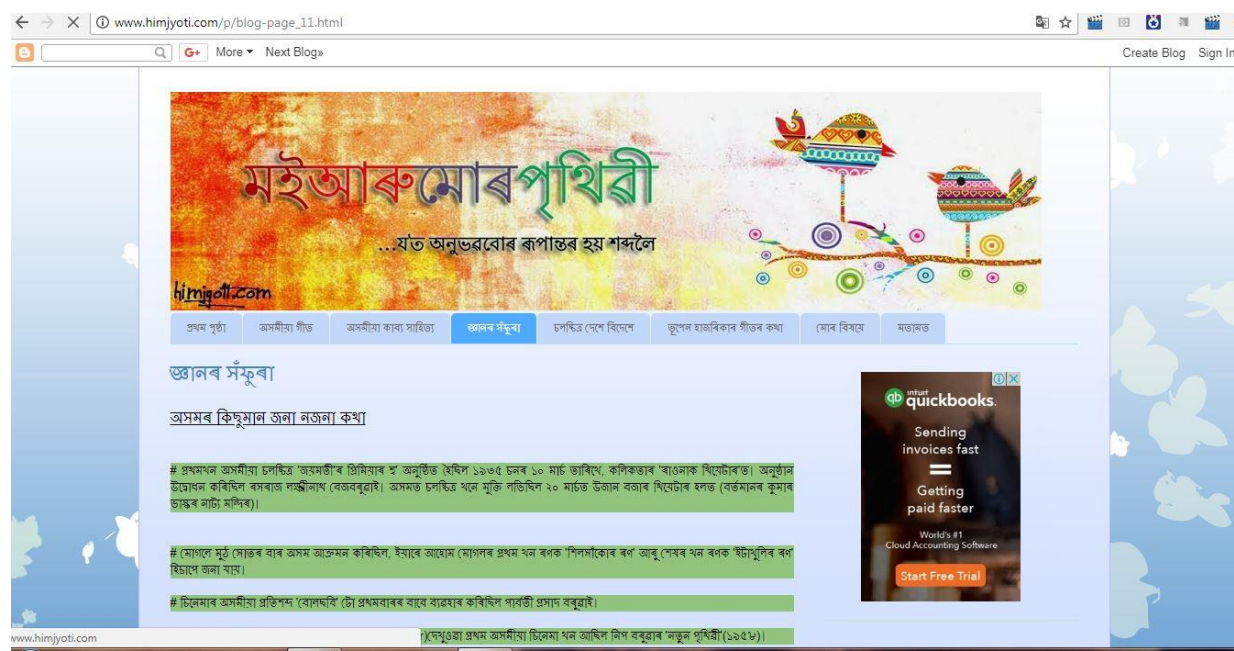 www.himjyoti.com/p/blog-page_11.html
G+ More Next Blog»
Create Blog Sign In
মইআৰুমোৰপৃথিৱী
...য'ত অনুভৱবোৰ ৰূপান্তৰ হয় শব্দলৈ
himjyoti.com
প্ৰথম পৃষ্ঠা অসমীয়া গীত অসমীয়া কাব্য সাহিত্য জ্ঞানৰ সঁফুৰা চলচ্চিত্ৰ দেশে বিদেশে ভূপেন হাজৰিকাৰ গীতৰ কথা মোৰ বিষয়ে মতামত
জ্ঞানৰ সঁফুৰা
অসমৰ কিছুমান জনা নজনা কথা
# প্ৰথমখন অসমীয়া চলচ্চিত্ৰ 'জয়মতী'ৰ প্ৰিমিয়াৰ শ্ব' অনুষ্ঠিত হৈছিল ১৯৩৫ চনৰ ১০ মাৰ্চ তাৰিখে, কলিকতাৰ 'ৰাওনাক থিয়েটাৰ'ত। অনুষ্ঠান
উদ্বোধন কৰিছিল ৰসৰাজ লক্ষ্মীনাথ বেজবৰুৱাই। অসমত চলচ্চিত্ৰ খনে মুক্তি লভিছিল ২০ মাৰ্চত উজান বজাৰ থিয়েটাৰ হলত (বৰ্তমানৰ কুমাৰ
ভাস্কৰ নাট্য মন্দিৰ)।
# মোগলে মুঠ সোতৰ বাৰ অসম আক্ৰমন কৰিছিল, ইয়াৰে আহোম মোগলৰ প্ৰথম খন ৰণক 'শিলসাঁকোৰ ৰণ' আৰু শেষৰ খন ৰণক 'ইটাখুলিৰ ৰণ'
হিচাপে জনা যায়।
# চিনেমাৰ অসমীয়া প্ৰতিশব্দ 'বোলছবি' টো প্ৰথমবাৰৰ বাবে ব্যৱহাৰ কৰিছিল পাৰ্বতী প্ৰসাদ বৰুৱাই।
)দেখুওৱা প্ৰথম অসমীয়া চিনেমা খন আছিল নিপ বৰুৱাৰ 'নতুন পৃথিৱী'(১৯৫৮)।
www.himjyoti.com
intuit
qb quickbooks.
Sending
invoices fast
=
Getting
paid faster
World's #1
Cloud Accounting Software
Start Free Trial